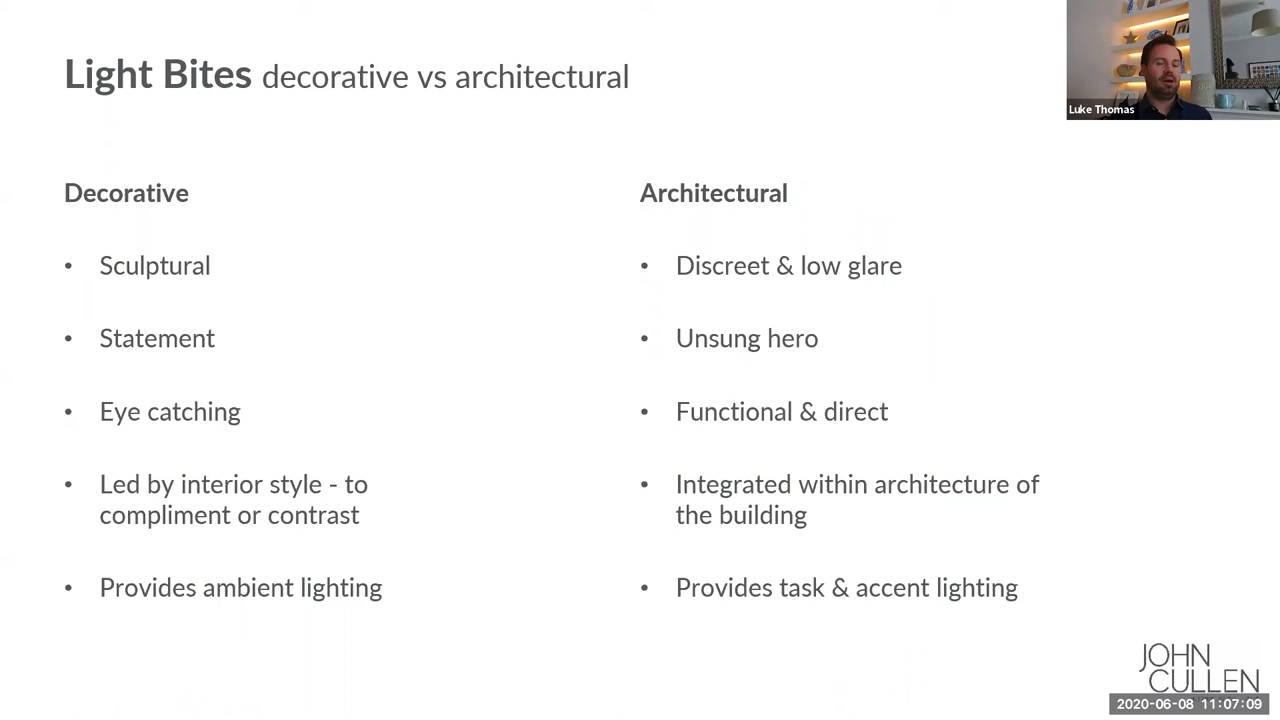 Light Bites decorative vs architectural
Luke Thomas
Decorative
• Sculptural
• Statement
• Eye catching
• Led by interior style - to
compliment or contrast
• Provides ambient lighting
Architectural
• Discreet & low glare
• Unsung hero
• Functional & direct
• Integrated within architecture of
the building
• Provides task & accent lighting
JOHN
CULLEN
2020-06-08 11:07:09